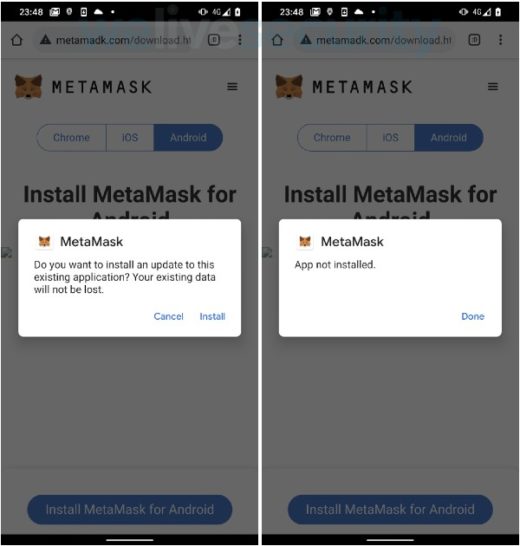 welivesecurity
23:48
4G
metamadk.com/download.ht
:D
METAMASK
Chrome
iOS
Android
Install MetaMask for
Android
MetaMask
Do you want to install an update to this
existing application? Your existing data
will not be lost.
Cancel
Install
Install MetaMask for Android
23:48
4G
metamadk.com/download.ht
:D
METAMASK
Chrome
iOS
Android
Install MetaMask for
Android
MetaMask
App not installed.
Done
Install MetaMask for Android